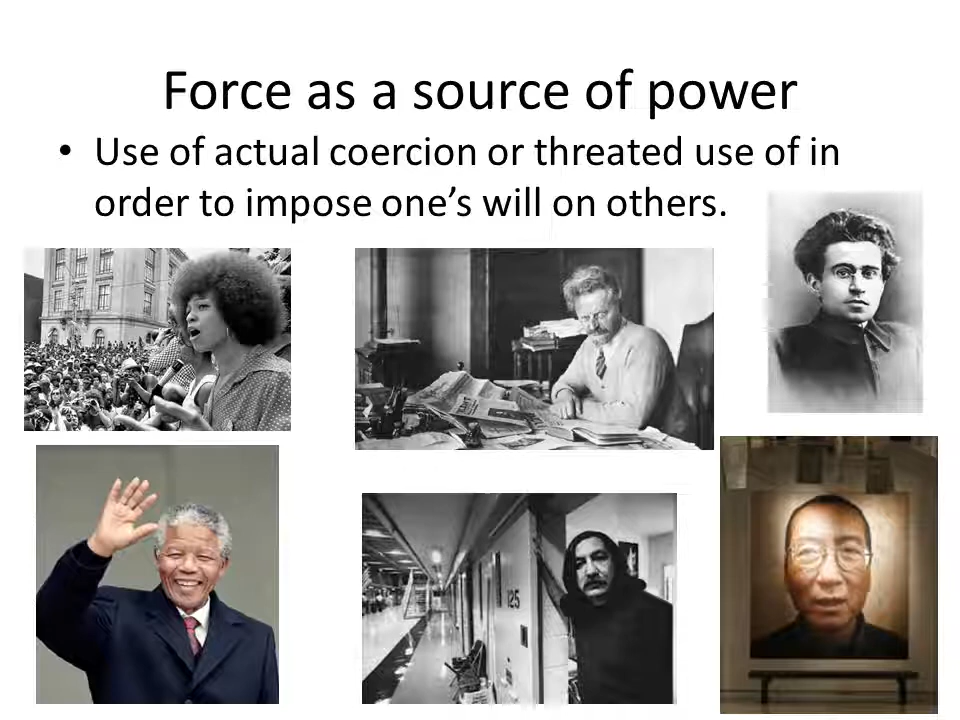 Force as a source of power
• Use of actual coercion or threated use of in
order to impose one's will on others.
125